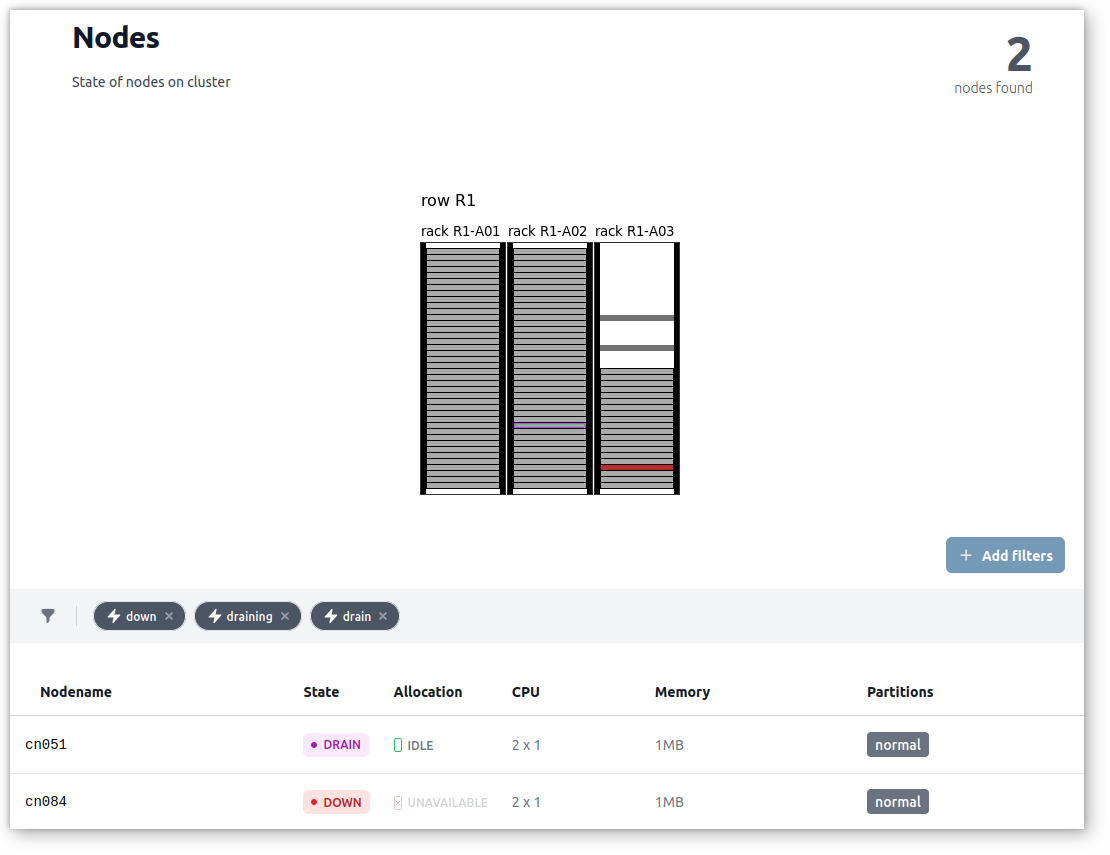 Nodes
2
State of nodes on cluster
nodes found
row R1
rack R1-A01 rack R1-A02 rack R1-A03
+ Add filters
down × draining × drain ×
Nodename State Allocation CPU Memory Partitions
cn051 DRAIN IDLE 2 x 1 1MB normal
cn084 DOWN UNAVAILABLE 2 x 1 1MB normal